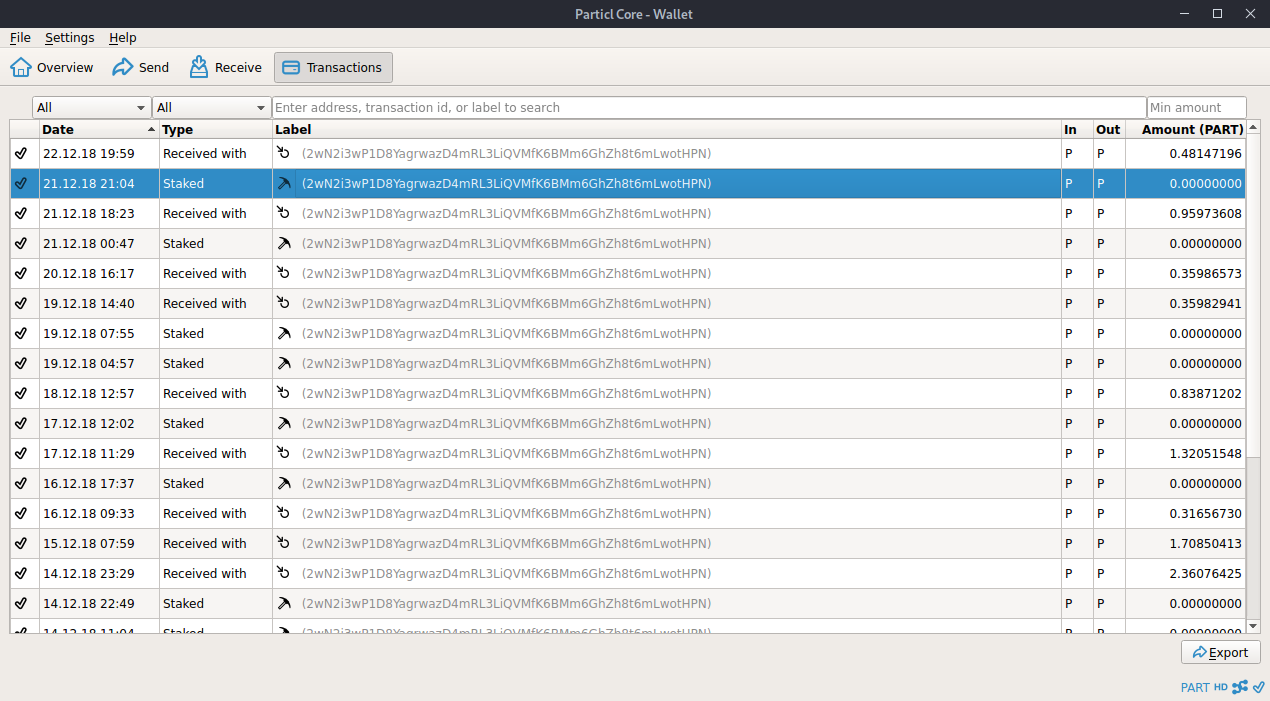 Particl Core - Wallet
File Settings Help
Overview Send Receive Transactions
All All Enter address, transaction id, or label to search Min amount
Date Type Label In Out Amount (PART)
22.12.18 19:59 Received with (2wN2i3wP1D8YagrwazD4mRL3LiQVMfK6BMm6GhZh8t6mLwotHPN) P P 0.48147196
21.12.18 21:04 Staked (2wN2i3wP1D8YagrwazD4mRL3LiQVMfK6BMm6GhZh8t6mLwotHPN) P P 0.00000000
21.12.18 18:23 Received with (2wN2i3wP1D8YagrwazD4mRL3LiQVMfK6BMm6GhZh8t6mLwotHPN) P P 0.95973608
21.12.18 00:47 Staked (2wN2i3wP1D8YagrwazD4mRL3LiQVMfK6BMm6GhZh8t6mLwotHPN) P P 0.00000000
20.12.18 16:17 Received with (2wN2i3wP1D8YagrwazD4mRL3LiQVMfK6BMm6GhZh8t6mLwotHPN) P P 0.35986573
19.12.18 14:40 Received with (2wN2i3wP1D8YagrwazD4mRL3LiQVMfK6BMm6GhZh8t6mLwotHPN) P P 0.35982941
19.12.18 07:55 Staked (2wN2i3wP1D8YagrwazD4mRL3LiQVMfK6BMm6GhZh8t6mLwotHPN) P P 0.00000000
19.12.18 04:57 Staked (2wN2i3wP1D8YagrwazD4mRL3LiQVMfK6BMm6GhZh8t6mLwotHPN) P P 0.00000000
18.12.18 12:57 Received with (2wN2i3wP1D8YagrwazD4mRL3LiQVMfK6BMm6GhZh8t6mLwotHPN) P P 0.83871202
17.12.18 12:02 Staked (2wN2i3wP1D8YagrwazD4mRL3LiQVMfK6BMm6GhZh8t6mLwotHPN) P P 0.00000000
17.12.18 11:29 Received with (2wN2i3wP1D8YagrwazD4mRL3LiQVMfK6BMm6GhZh8t6mLwotHPN) P P 1.32051548
16.12.18 17:37 Staked (2wN2i3wP1D8YagrwazD4mRL3LiQVMfK6BMm6GhZh8t6mLwotHPN) P P 0.00000000
16.12.18 09:33 Received with (2wN2i3wP1D8YagrwazD4mRL3LiQVMfK6BMm6GhZh8t6mLwotHPN) P P 0.31656730
15.12.18 07:59 Received with (2wN2i3wP1D8YagrwazD4mRL3LiQVMfK6BMm6GhZh8t6mLwotHPN) P P 1.70850413
14.12.18 23:29 Received with (2wN2i3wP1D8YagrwazD4mRL3LiQVMfK6BMm6GhZh8t6mLwotHPN) P P 2.36076425
14.12.18 22:49 Staked (2wN2i3wP1D8YagrwazD4mRL3LiQVMfK6BMm6GhZh8t6mLwotHPN) P P 0.00000000
14.12.18 11:04 Staked (2wN2i3wP1D8YagrwazD4mRL3LiQVMfK6BMm6GhZh8t6mLwotHPN) P P 0.00000000
Export
PART HD